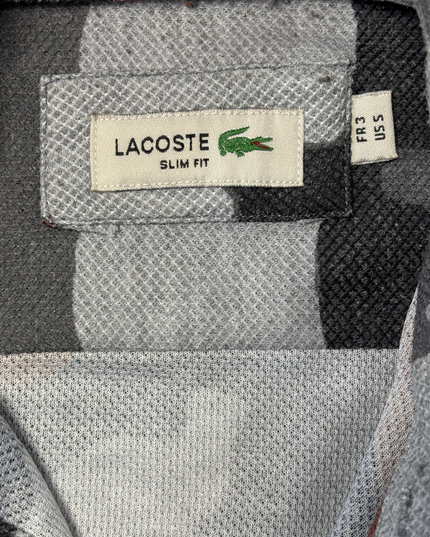 LACOSTE
SLIM FIT
FR 3
US S